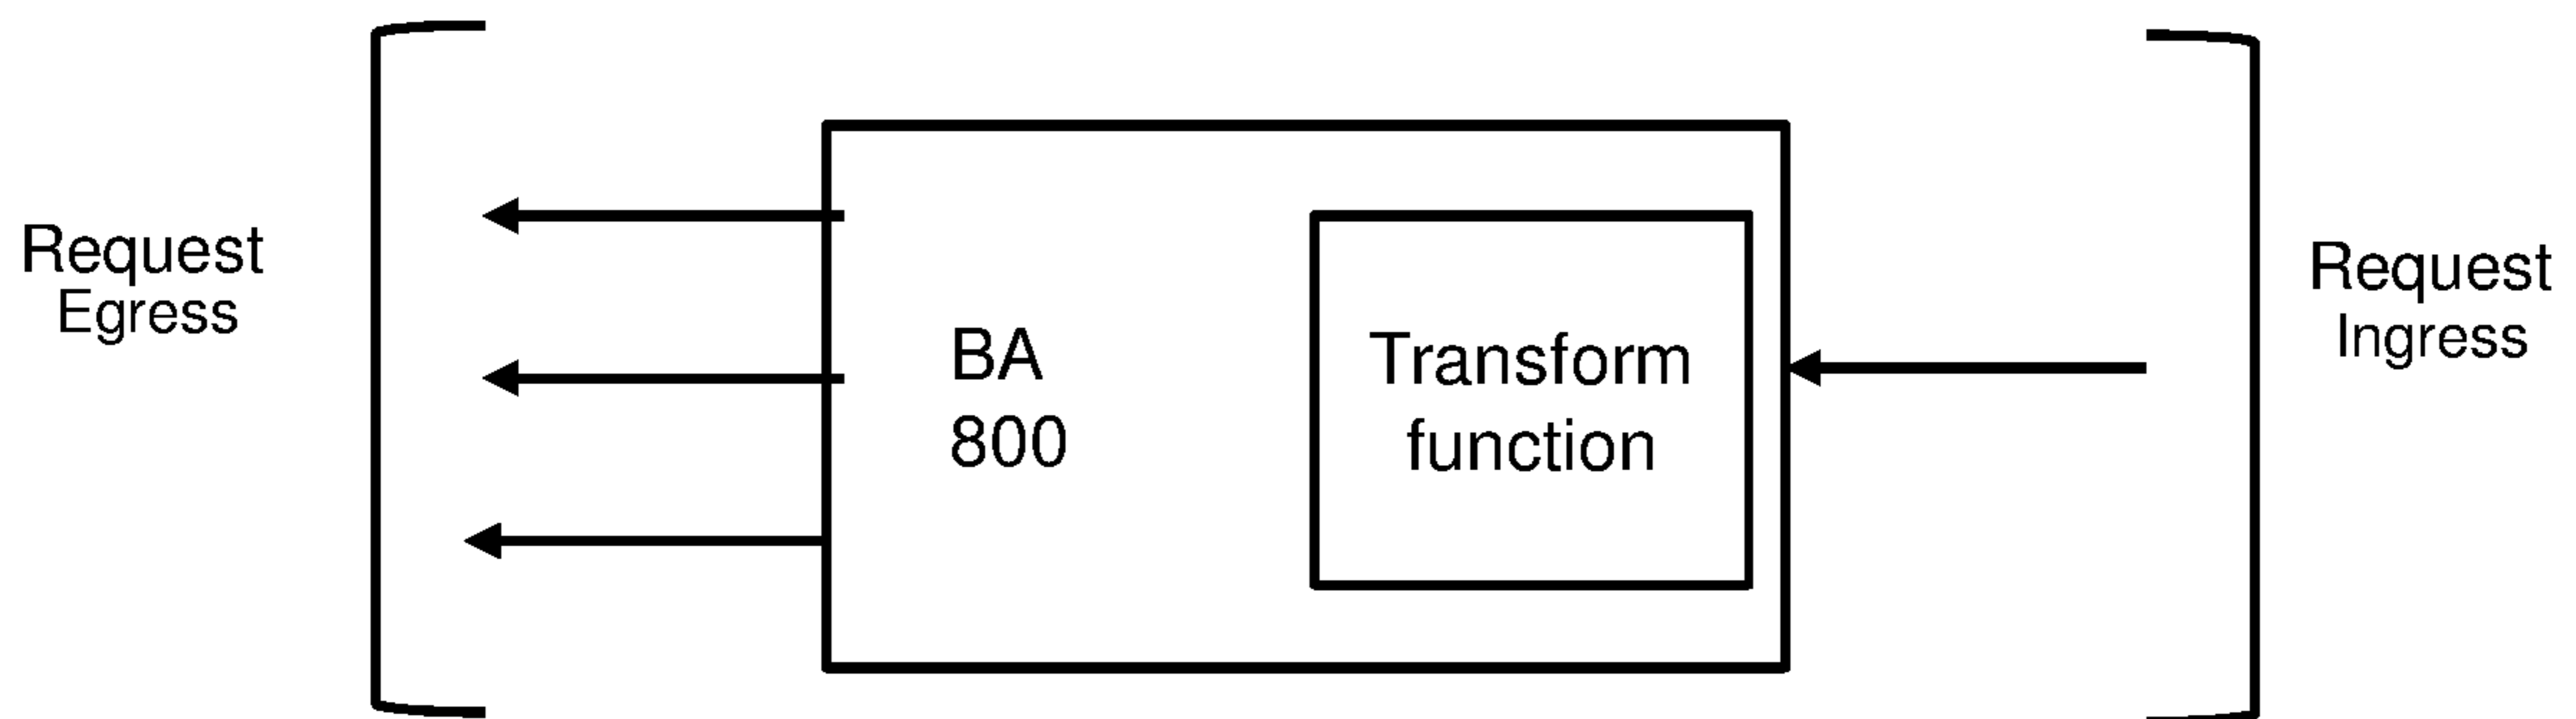 Request
Egress
BA
800
Transform
function
Request
Ingress